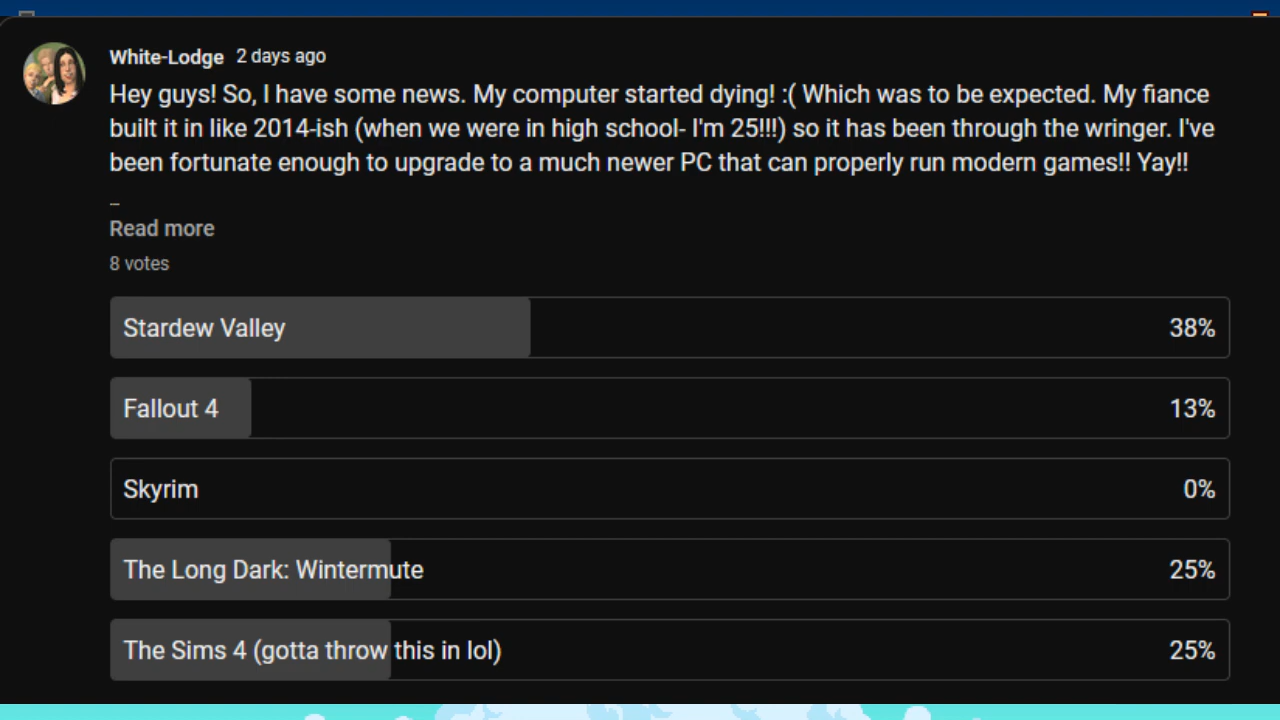 White-Lodge 2 days ago
Hey guys! So, I have some news. My computer started dying! :( Which was to be expected. My fiance
built it in like 2014-ish (when we were in high school- I'm 25!!!) so it has been through the wringer. I've
been fortunate enough to upgrade to a much newer PC that can properly run modern games!! Yay!!
Read more
8 votes
Stardew Valley 38%
Fallout 4 13%
Skyrim 0%
The Long Dark: Wintermute 25%
The Sims 4 (gotta throw this in lol) 25%